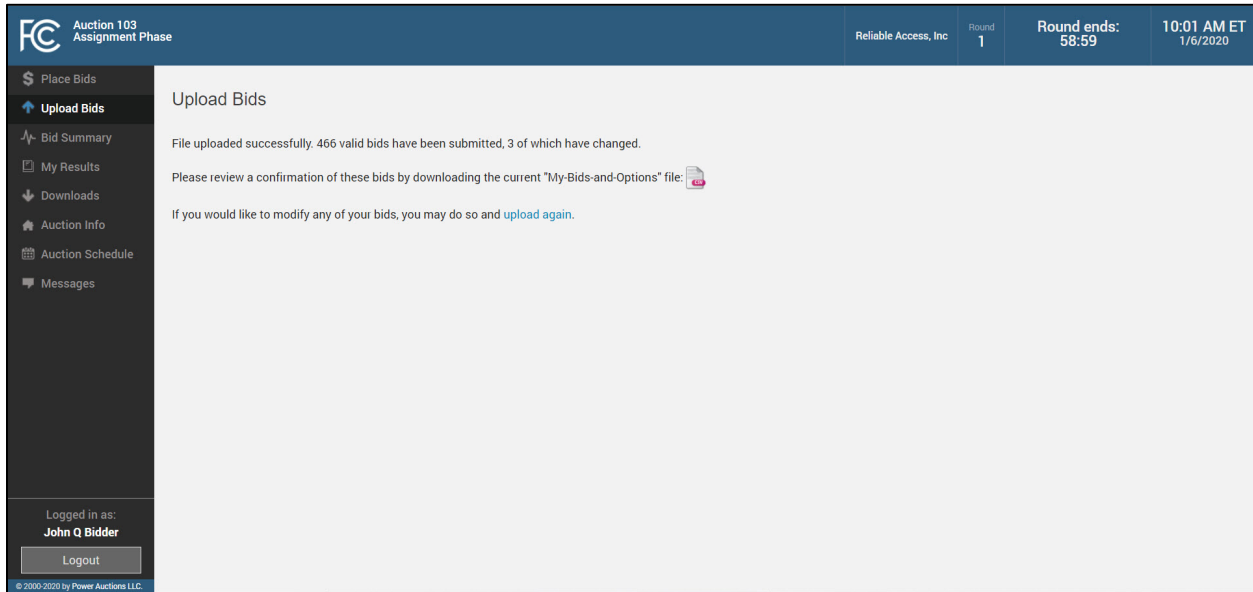 FCC
Auction 103
Assignment Phase
Reliable Access, Inc
Round
1
Round ends:
58:59
10:01 AM ET
1/6/2020
Place Bids
Upload Bids
Bid Summary
My Results
Downloads
Auction Info
Auction Schedule
Messages
Upload Bids
File uploaded successfully. 466 valid bids have been submitted, 3 of which have changed.
Please review a confirmation of these bids by downloading the current "My-Bids-and-Options" file:
If you would like to modify any of your bids, you may do so and upload again.
Logged in as:
John Q Bidder
Logout
© 2000-2020 by Power Auctions LLC.